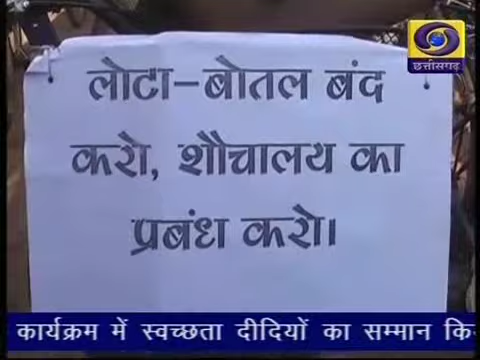 छत्तीसगढ़
लोटा-बोतल बंद
करो, शौचालय का
प्रबंध करो।
कार्यक्रम में स्वच्छता दीदियों का सम्मान